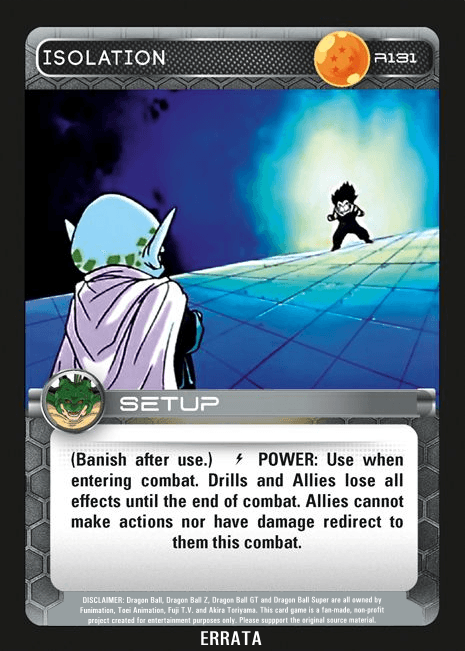 ISOLATION
R131
SETUP
(Banish after use.) ⚡ POWER: Use when
entering combat. Drills and Allies lose all
effects until the end of combat. Allies cannot
make actions nor have damage redirect to
them this combat.
DISCLAIMER: Dragon Ball, Dragon Ball Z, Dragon Ball GT and Dragon Ball Super are all owned by
Funimation, Toei Animation, Fuji T.V. and Akira Toriyama. This card game is a fan-made, non-profit
project created for entertainment purposes only. Please suppport the original source material.
ERRATA